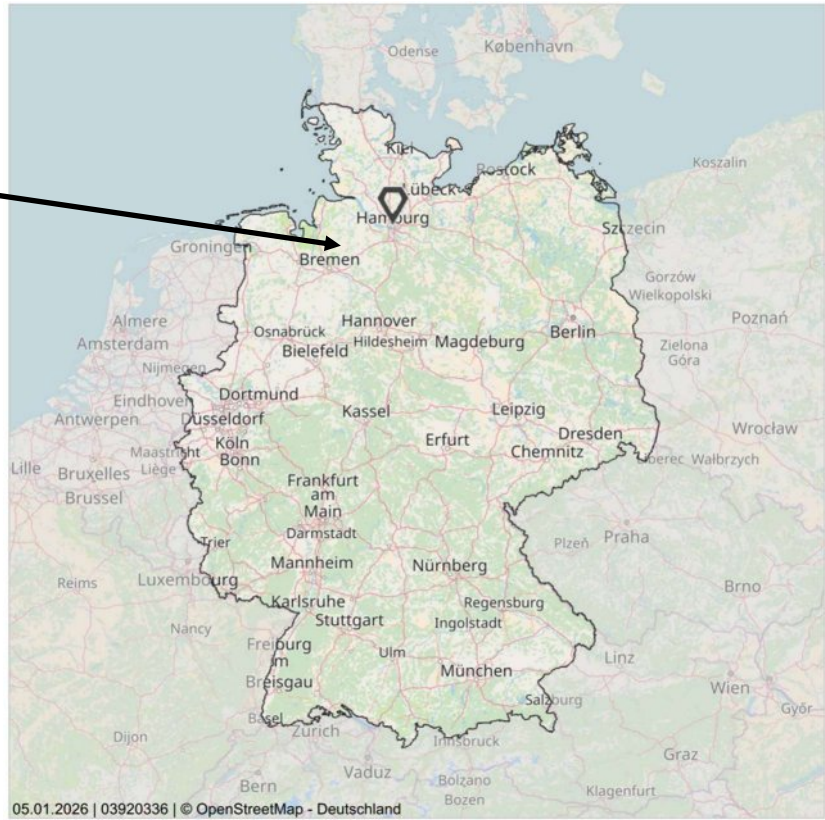 København
Odense
Kiel
Rostock
Koszalin
Lübeck
Hamburg
Szczecin
Groningen
Bremen
Gorzów
Wielkopolski
Almere
Amsterdam
Hannover
Osnabrück
Hildesheim
Magdeburg
Berlin
Poznań
Bielefeld
Zielona
Góra
Nijmegen
Dortmund
Eindhoven
Antwerpen
Düsseldorf
Kassel
Leipzig
Wrocław
Köln
Bonn
Erfurt
Dresden
Chemnitz
Maastricht
Liège
Lille
Bruxelles
Brussel
Liberec
Wałbrzych
Frankfurt
am
Main
Darmstadt
Trier
Plzeň
Praha
Reims
Luxembourg
Mannheim
Nürnberg
Brno
Karlsruhe
Regensburg
Stuttgart
Ingolstadt
Nancy
Freiburg
im
Breisgau
Ulm
München
Linz
Wien
Salzburg
Győr
Basel
Zürich
Innsbruck
Dijon
Graz
Vaduz
Bern
Bolzano
Bozen
Klagenfurt
05.01.2026 | 03920336 | © OpenStreetMap - Deutschland